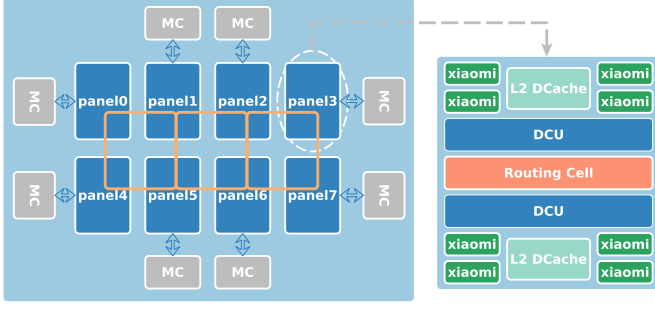 MC MC
MC panel0 panel1 panel2 panel3 MC
MC panel4 panel5 panel6 panel7 MC
MC MC
xiaomi L2 DCache xiaomi
xiaomi xiaomi
DCU
Routing Cell
DCU
xiaomi L2 DCache xiaomi
xiaomi xiaomi